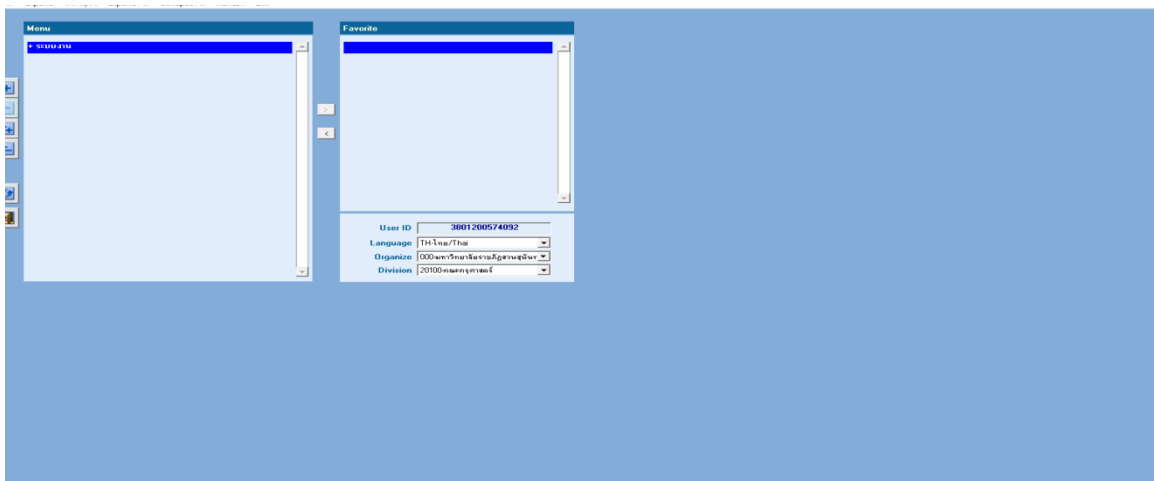 Menu
+ ระบบงาน
Favorite
>
<
User ID 3801200574092
Language TH-ไทย/Thai
Organize 000-มหาวิทยาลัยราชภัฏสวนสุนันท
Division 20100-คณะครุศาสตร์